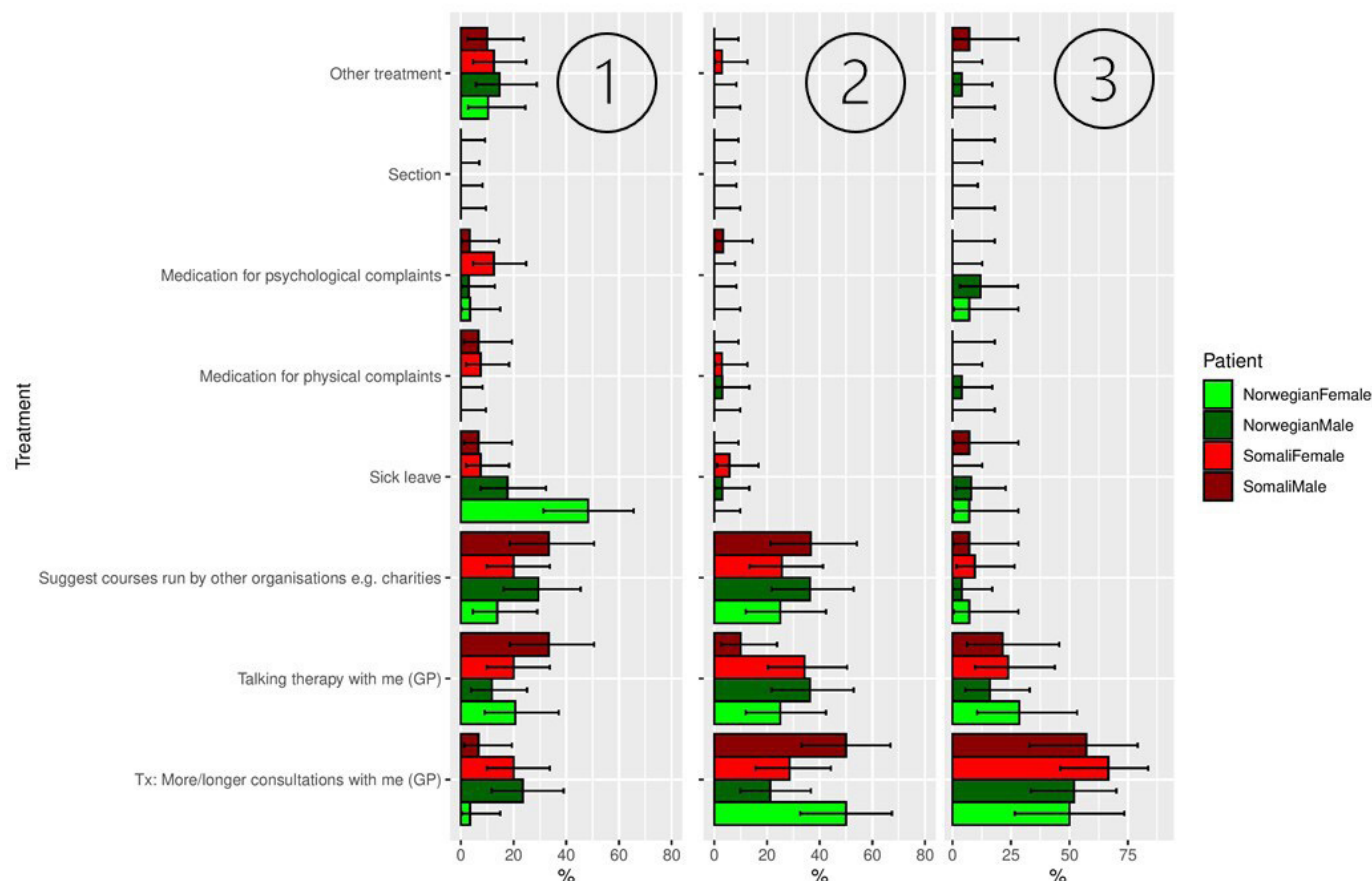 1
2
3
Treatment
Other treatment
Section
Medication for psychological complaints
Medication for physical complaints
Sick leave
Suggest courses run by other organisations e.g. charities
Talking therapy with me (GP)
Tx: More/longer consultations with me (GP)
0 20 40 60 80
%
0 20 40 60 80
%
0 25 50 75
%
Patient
NorwegianFemale
NorwegianMale
SomaliFemale
SomaliMale